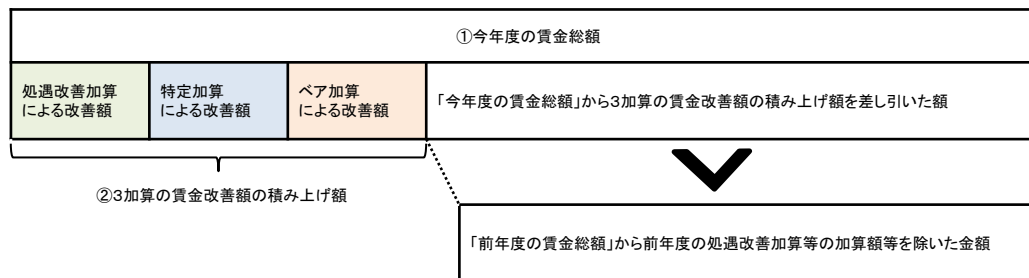 ①今年度の賃金総額
処遇改善加算
による改善額
特定加算
による改善額
ベア加算
による改善額
「今年度の賃金総額」から3加算の賃金改善額の積み上げ額を差し引いた額
②3加算の賃金改善額の積み上げ額
「前年度の賃金総額」から前年度の処遇改善加算等の加算額等を除いた金額